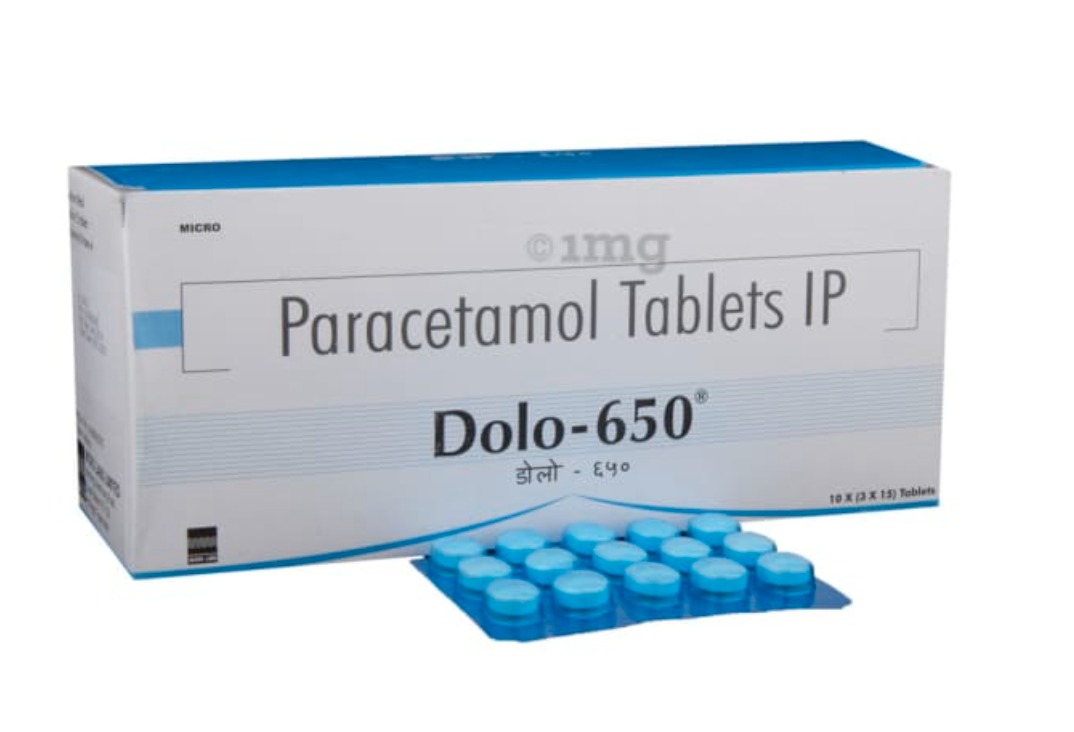 MICRO
©1mg
Paracetamol Tablets IP
Dolo-650®
डोलो - ६५०
10 X (3 X 15) Tablets